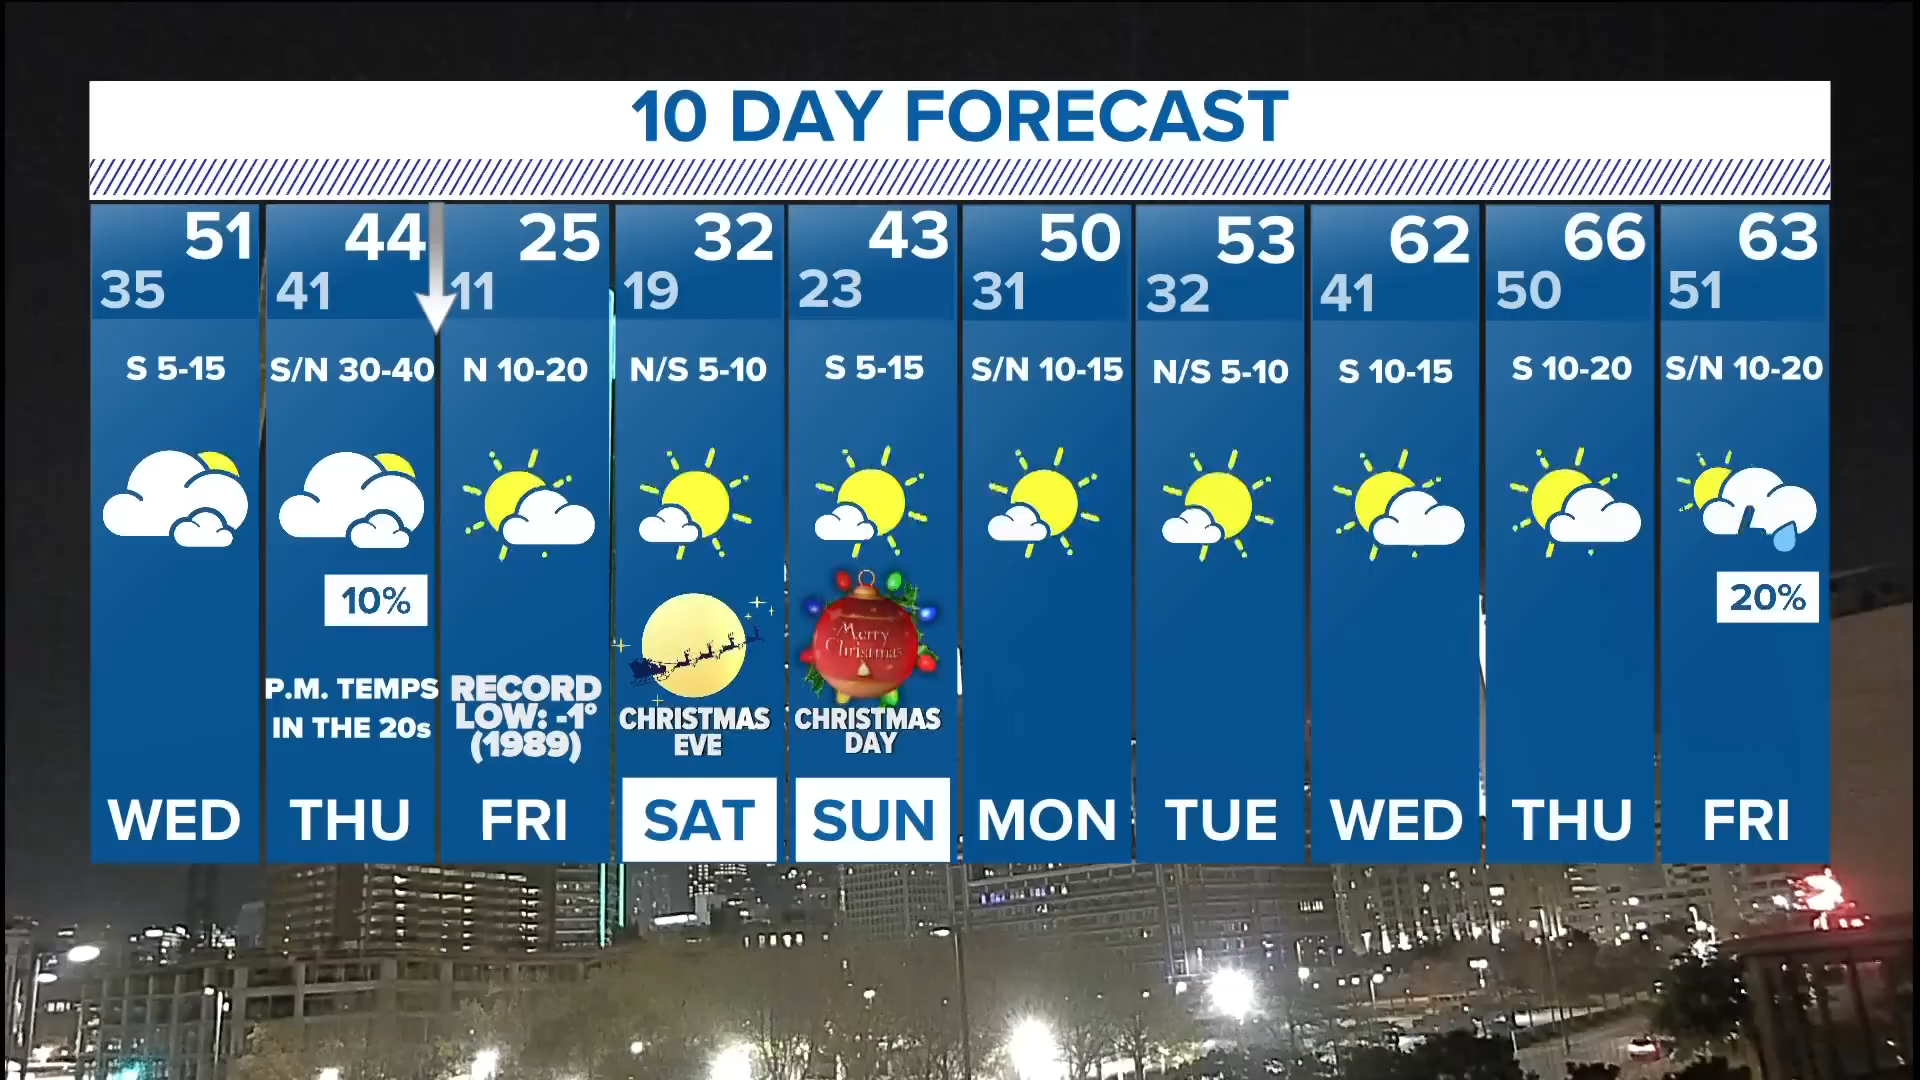 10 DAY FORECAST
51 44 25 32 43 50 53 62 66 63
35 41 11 19 23 31 32 41 50 51
S 5-15 S/N 30-40 N 10-20 N/S 5-10 S 5-15 S/N 10-15 N/S 5-10 S 10-15 S 10-20 S/N 10-20
10%
20%
P.M. TEMPS
IN THE 20s
RECORD
LOW: -1°
(1989)
CHRISTMAS
EVE
Merry
Christmas
CHRISTMAS
DAY
WED THU FRI SAT SUN MON TUE WED THU FRI